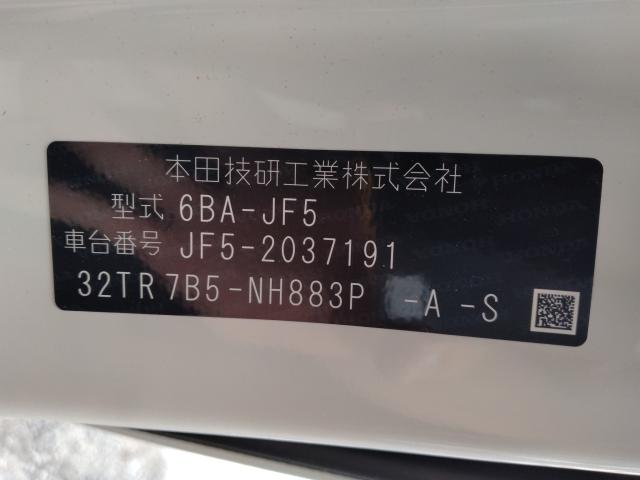 本田技研工業株式会社
型式 6BA-JF5
車台番号 JF5-2037191
32TR7B5-NH883P -A -S